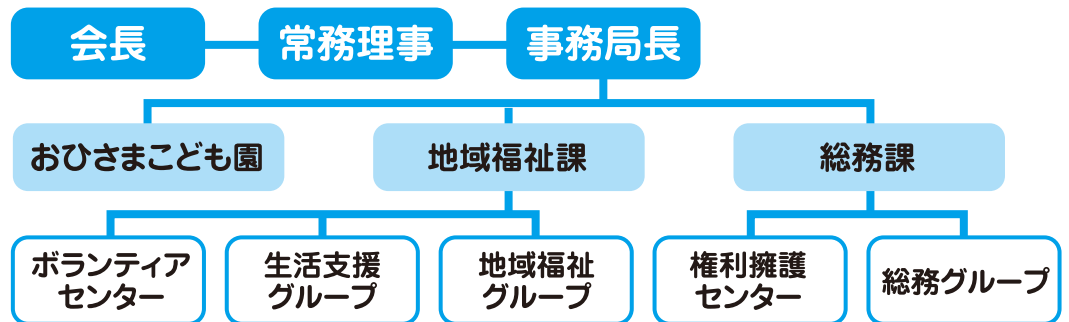 会長
常務理事
事務局長
おひさまこども園
地域福祉課
総務課
ボランティア
センター
生活支援
グループ
地域福祉
グループ
権利擁護
センター
総務グループ